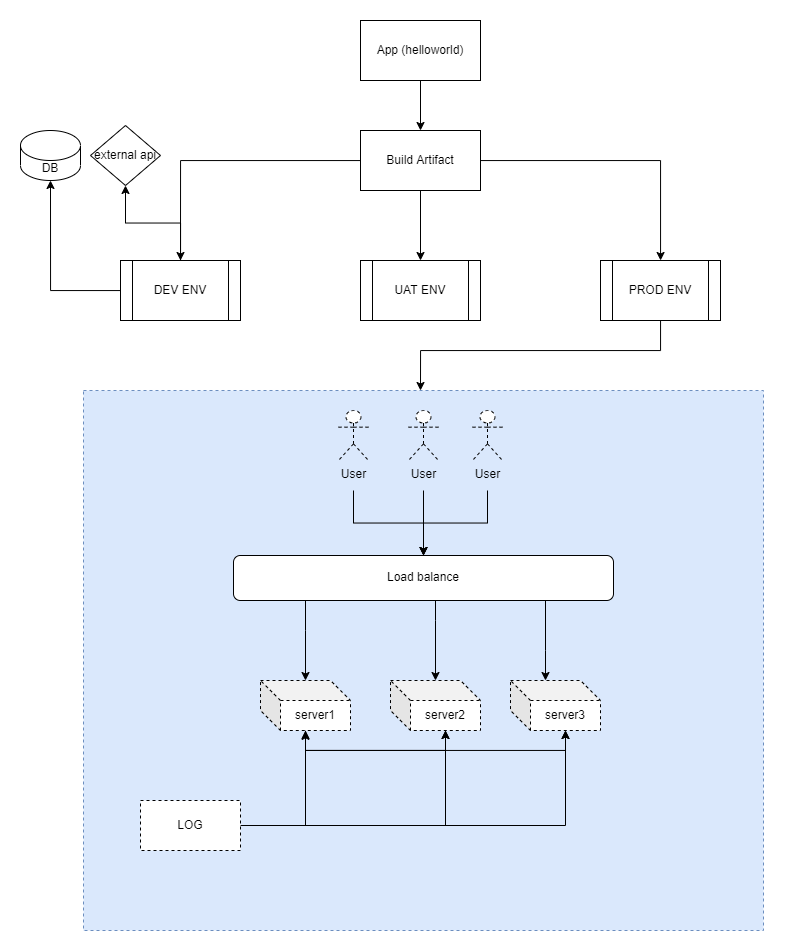 App (helloworld)
Build Artifact
DB
external api
DEV ENV
UAT ENV
PROD ENV
User
User
User
Load balance
server1
server2
server3
LOG